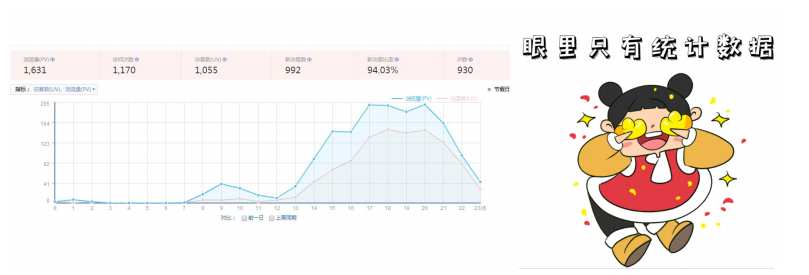 浏览量(PV) 访问次数 访客数(UV) 新访客数 新访客比率 IP数
1,631 1,170 1,055 992 94.03% 930
指标： 访客数(UV)、浏览量(PV) 节假日
浏览量(PV) 访客数(UV)
205
154
123
82
41
0
0 1 2 3 4 5 6 7 8 9 10 11 12 13 14 15 16 17 18 19 20 21 22 23点
对比： 前一日 上周同期
眼里只有统计数据